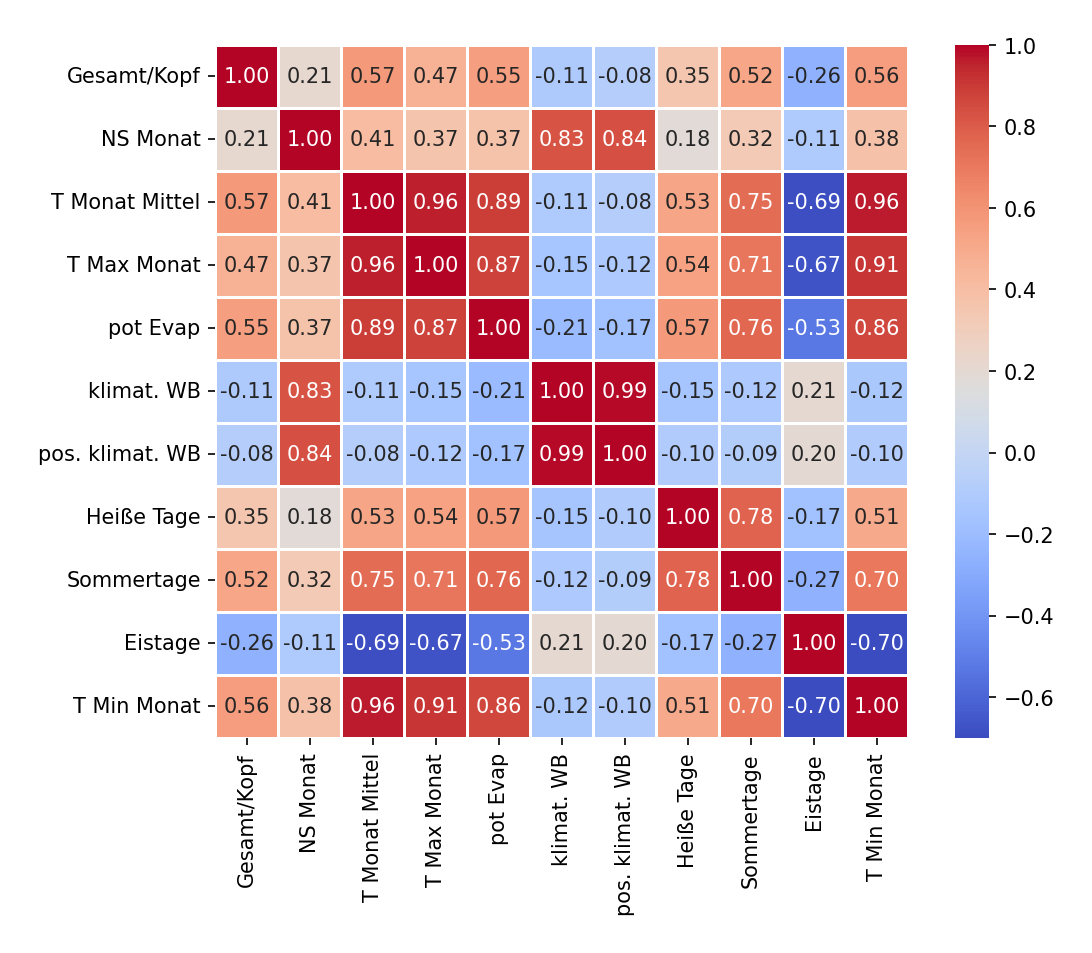 Gesamt/Kopf 1.00 0.21 0.57 0.47 0.55 -0.11 -0.08 0.35 0.52 -0.26 0.56
NS Monat 0.21 1.00 0.41 0.37 0.37 0.83 0.84 0.18 0.32 -0.11 0.38
T Monat Mittel 0.57 0.41 1.00 0.96 0.89 -0.11 -0.08 0.53 0.75 -0.69 0.96
T Max Monat 0.47 0.37 0.96 1.00 0.87 -0.15 -0.12 0.54 0.71 -0.67 0.91
pot Evap 0.55 0.37 0.89 0.87 1.00 -0.21 -0.17 0.57 0.76 -0.53 0.86
klimat. WB -0.11 0.83 -0.11 -0.15 -0.21 1.00 0.99 -0.15 -0.12 0.21 -0.12
pos. klimat. WB -0.08 0.84 -0.08 -0.12 -0.17 0.99 1.00 -0.10 -0.09 0.20 -0.10
Heiße Tage 0.35 0.18 0.53 0.54 0.57 -0.15 -0.10 1.00 0.78 -0.17 0.51
Sommertage 0.52 0.32 0.75 0.71 0.76 -0.12 -0.09 0.78 1.00 -0.27 0.70
Eistage -0.26 -0.11 -0.69 -0.67 -0.53 0.21 0.20 -0.17 -0.27 1.00 -0.70
T Min Monat 0.56 0.38 0.96 0.91 0.86 -0.12 -0.10 0.51 0.70 -0.70 1.00
Gesamt/Kopf
NS Monat
T Monat Mittel
T Max Monat
pot Evap
klimat. WB
pos. klimat. WB
Heiße Tage
Sommertage
Eistage
T Min Monat
1.0
0.8
0.6
0.4
0.2
0.0
−0.2
−0.4
−0.6